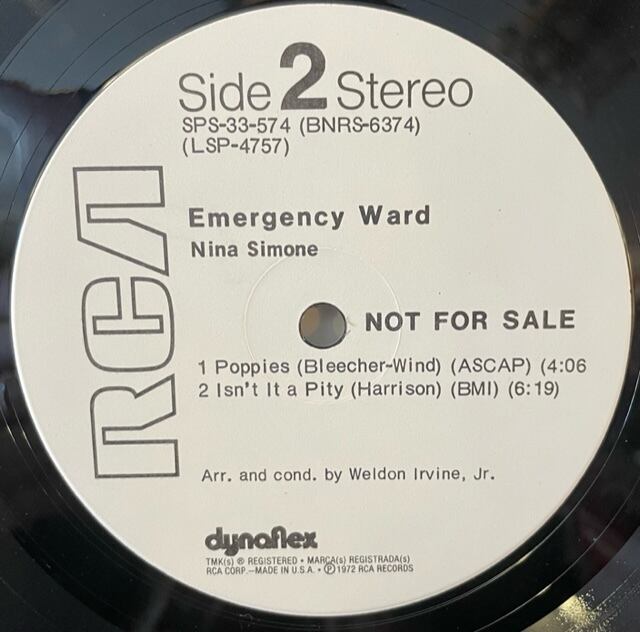 Side 2 Stereo
SPS-33-574 (BNRS-6374)
(LSP-4757)
RCA
Emergency Ward
Nina Simone
NOT FOR SALE
1 Poppies (Bleecher-Wind) (ASCAP) (4:06
2 Isn't It a Pity (Harrison) (BMI) (6:19)
Arr. and cond. by Weldon Irvine, Jr.
dynaflex
TMK(s) ® REGISTERED • MARCA(s) REGISTRADA(s)
RCA CORP.—MADE IN U.S.A. • ℗1972 RCA RECORDS